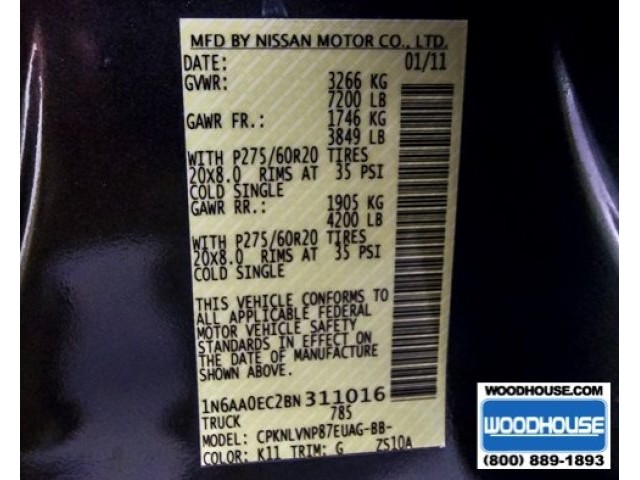 MFD BY NISSAN MOTOR CO., LTD.
DATE: 01/11
GVWR: 3266 KG
7200 LB
GAWR FR.: 1746 KG
3849 LB
WITH P275/60R20 TIRES
20X8.0 RIMS AT 35 PSI
COLD SINGLE
GAWR RR.: 1905 KG
4200 LB
WITH P275/60R20 TIRES
20X8.0 RIMS AT 35 PSI
COLD SINGLE
THIS VEHICLE CONFORMS TO
ALL APPLICABLE FEDERAL
MOTOR VEHICLE SAFETY
STANDARDS IN EFFECT ON
THE DATE OF MANUFACTURE
SHOWN ABOVE.
1N6AA0EC2BN311016
TRUCK 785
MODEL: CPKNLVNP87EUAG-BB-
COLOR: K11 TRIM: G ZS10A
WOODHOUSE.COM
WOODHOUSE
(800) 889-1893